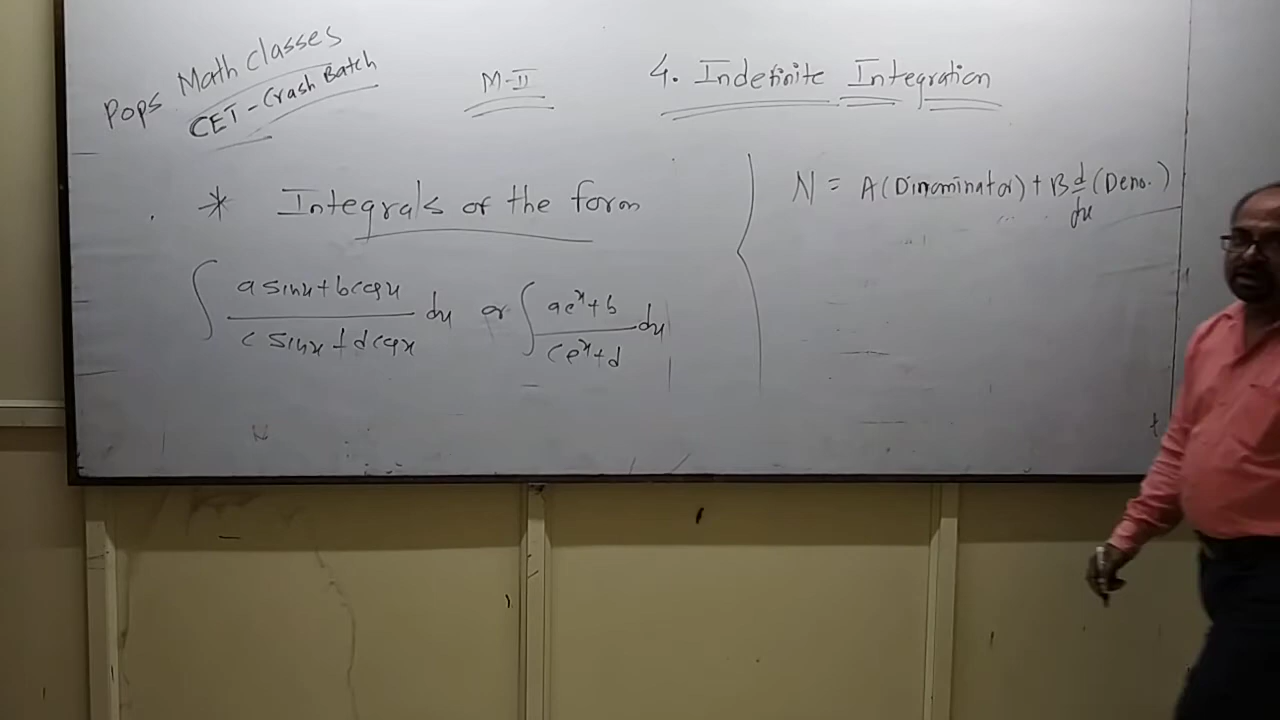 Pops Math Classes
CET - Crash Batch
M-II
4. Indefinite Integration
* Integrals of the form
∫ (a sinx + b cosx)/(c sinx + d cosx) dx or ∫ (ae^x + b)/(ce^x + d) dx
N = A (Dinominator) + B d/dx (Deno.)
N